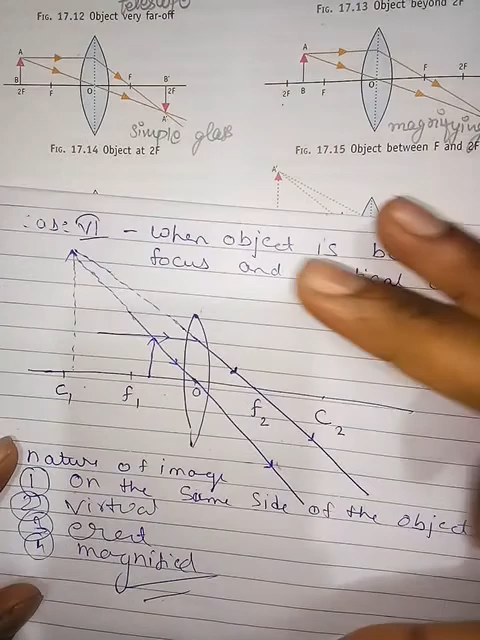 telescope
FIG. 17.12 Object very far-off
FIG. 17.13 Object beyond 2F
A
B
2F
F
O
F
B'
A'
A
2F
B
F
O
F
2F
simple glass
magnifying
FIG. 17.14 Object at 2F
FIG. 17.15 Object between F and 2F
A'
Case VI - When object is
focus and
C1
f1
O
f2
C2
nature of image
1 on the same side of the object
2 virtual
3 erect
4 magnified